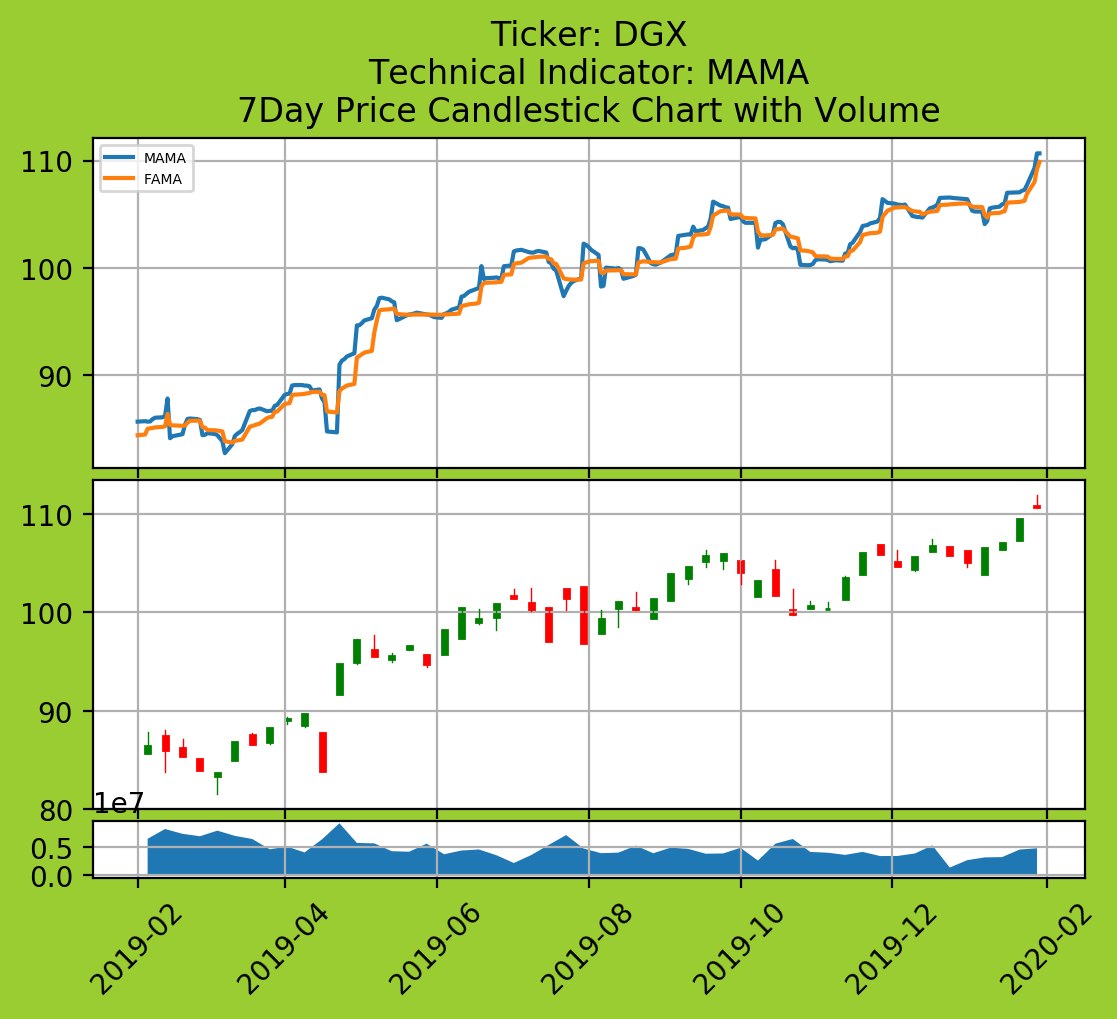 Ticker: DGX
Technical Indicator: MAMA
7Day Price Candlestick Chart with Volume
MAMA
FAMA
110
100
90
110
100
90
80
1e7
0.5
0.0
2019-02
2019-04
2019-06
2019-08
2019-10
2019-12
2020-02